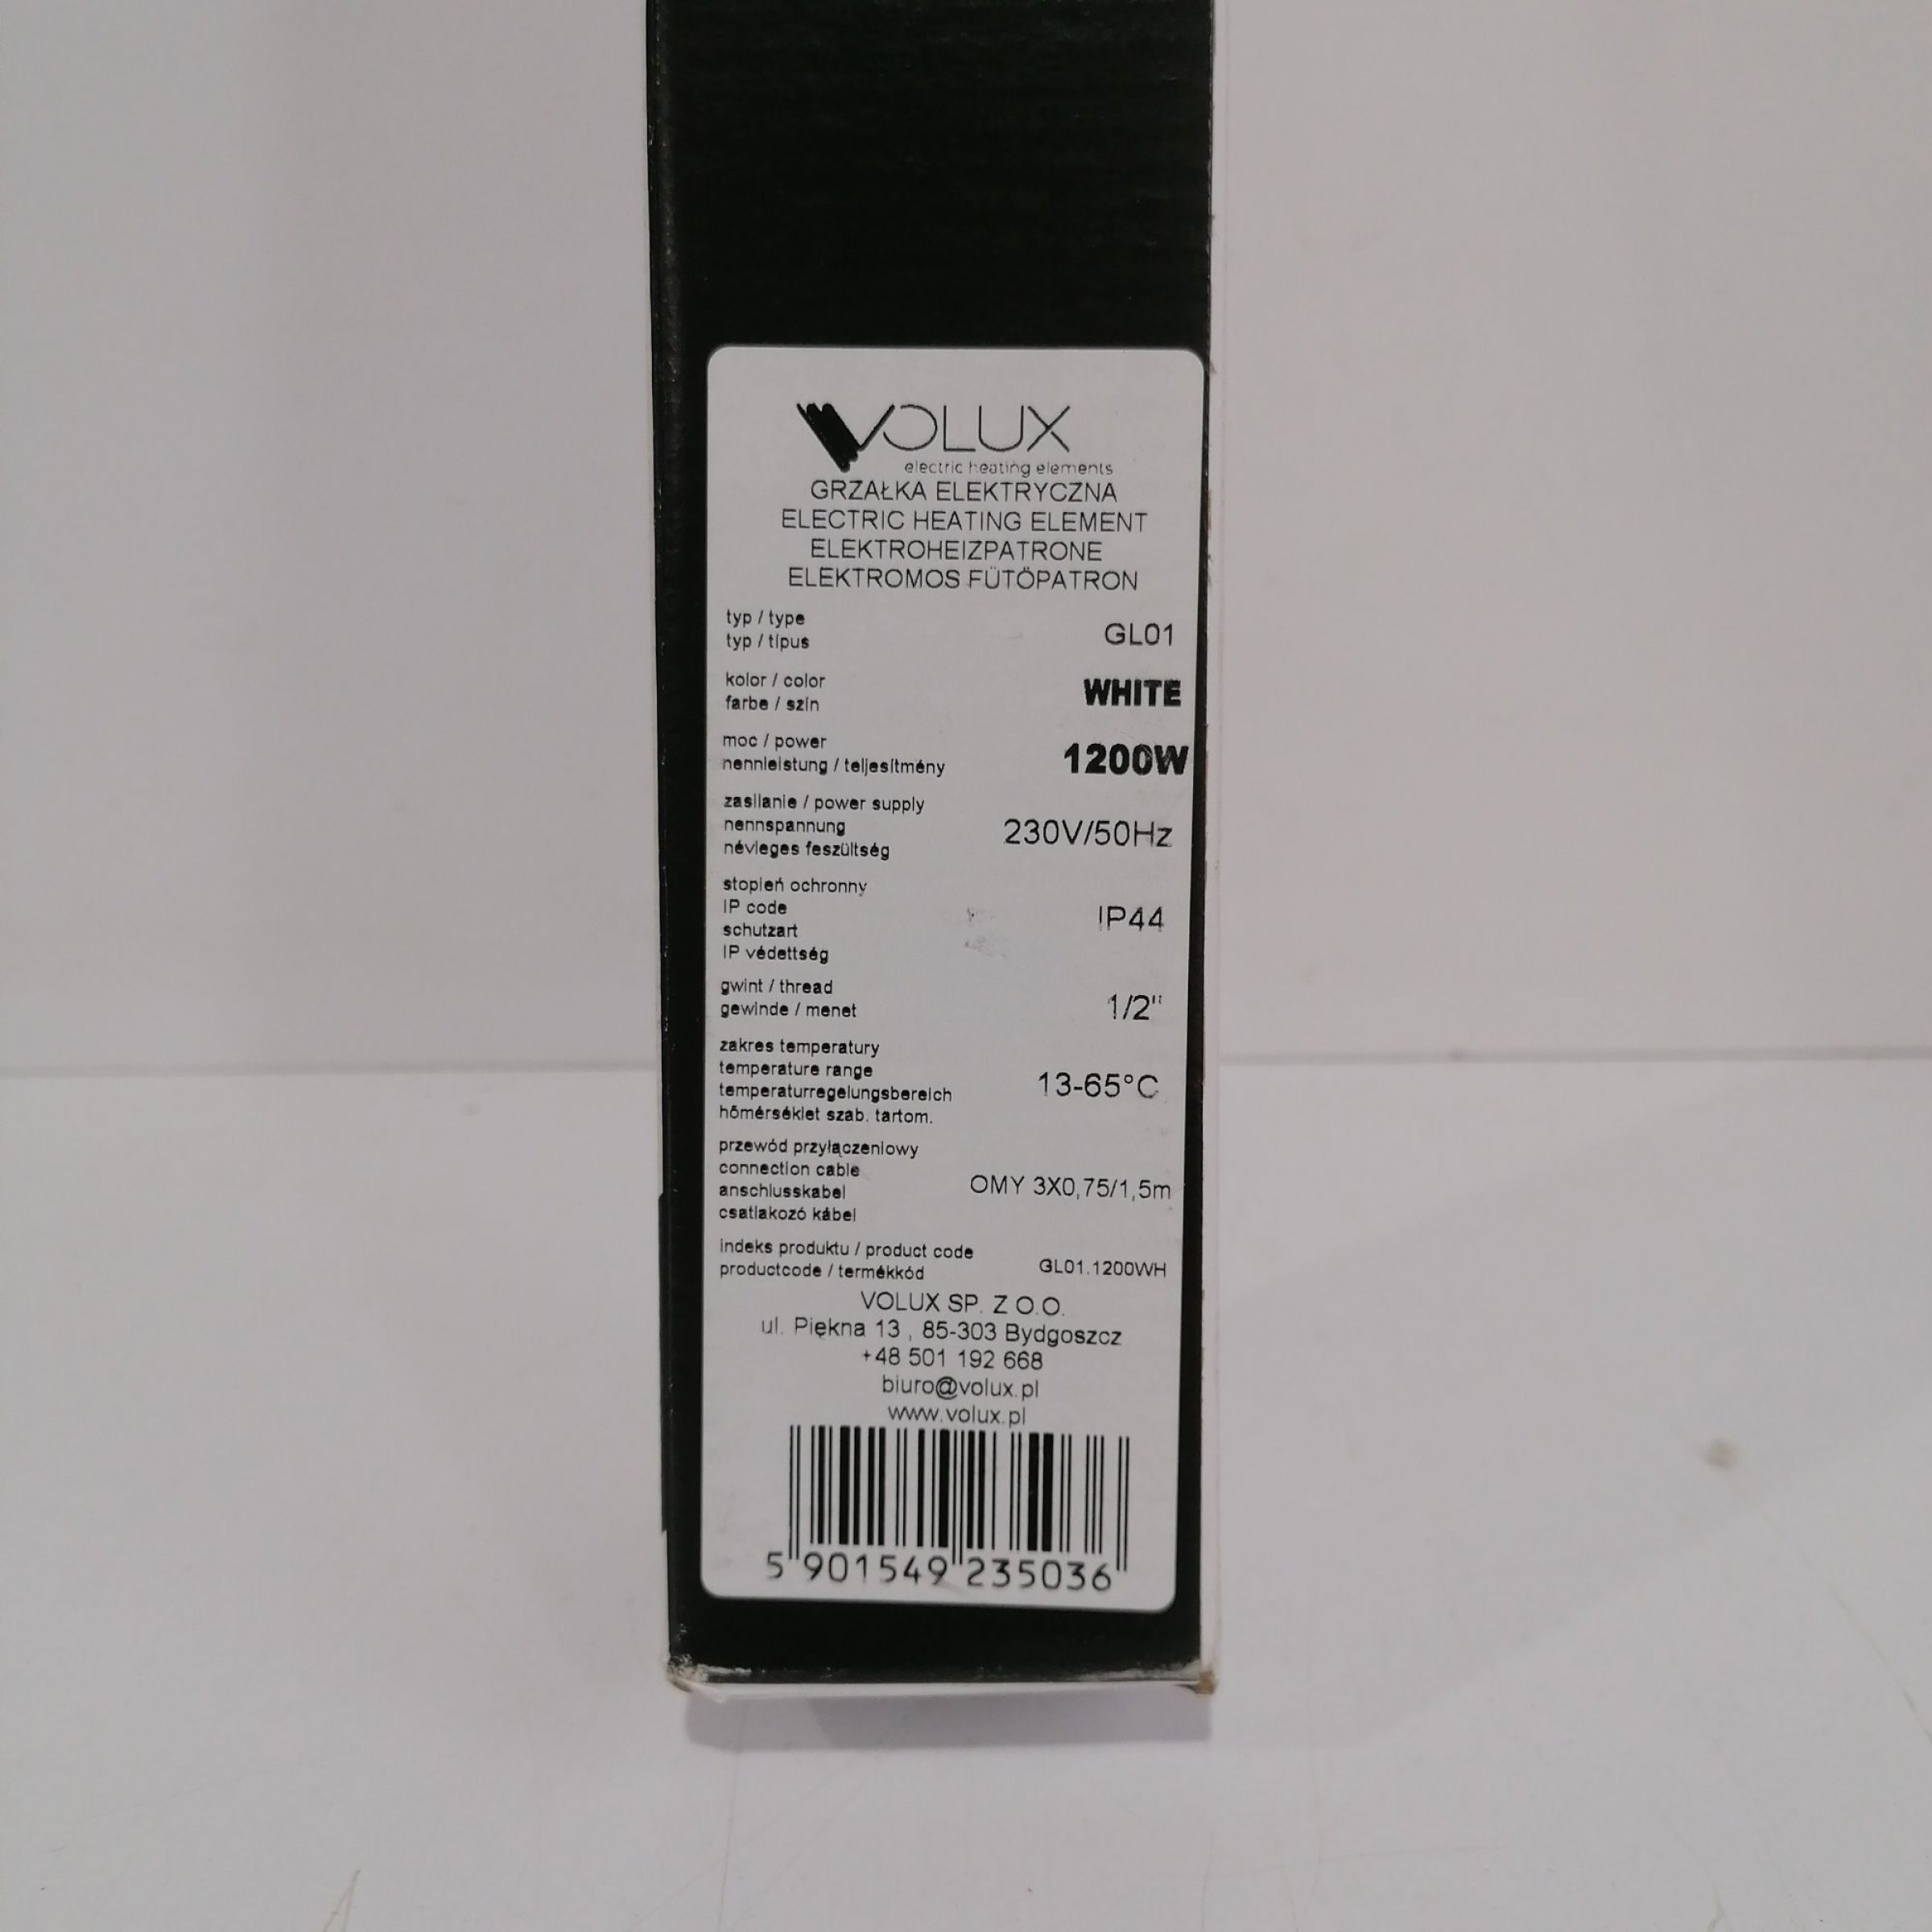 VOLUX
electric heating elements
GRZAŁKA ELEKTRYCZNA
ELECTRIC HEATING ELEMENT
ELEKTROHEIZPATRONE
ELEKTROMOS FÜTÖPATRON
typ / type
typ / típus
GL01
kolor / color
farbe / szín
WHITE
moc / power
nennleistung / teljesítmény
1200W
zasilanie / power supply
nennspannung
névleges feszültség
230V/50Hz
stopień ochronny
IP code
schutzart
IP védettség
IP44
gwint / thread
gewinde / menet
1/2"
zakres temperatury
temperature range
temperaturregelungsbereich
hőmérséklet szab. tartom.
13-65°C
przewód przyłączeniowy
connection cable
anschlusskabel
csatlakozó kábel
OMY 3X0,75/1,5m
indeks produktu / product code
productcode / termékkód
GL01.1200WH
VOLUX SP. Z O.O.
ul. Piękna 13 , 85-303 Bydgoszcz
+48 501 192 668
biuro@volux.pl
www.volux.pl
5 901549 235036